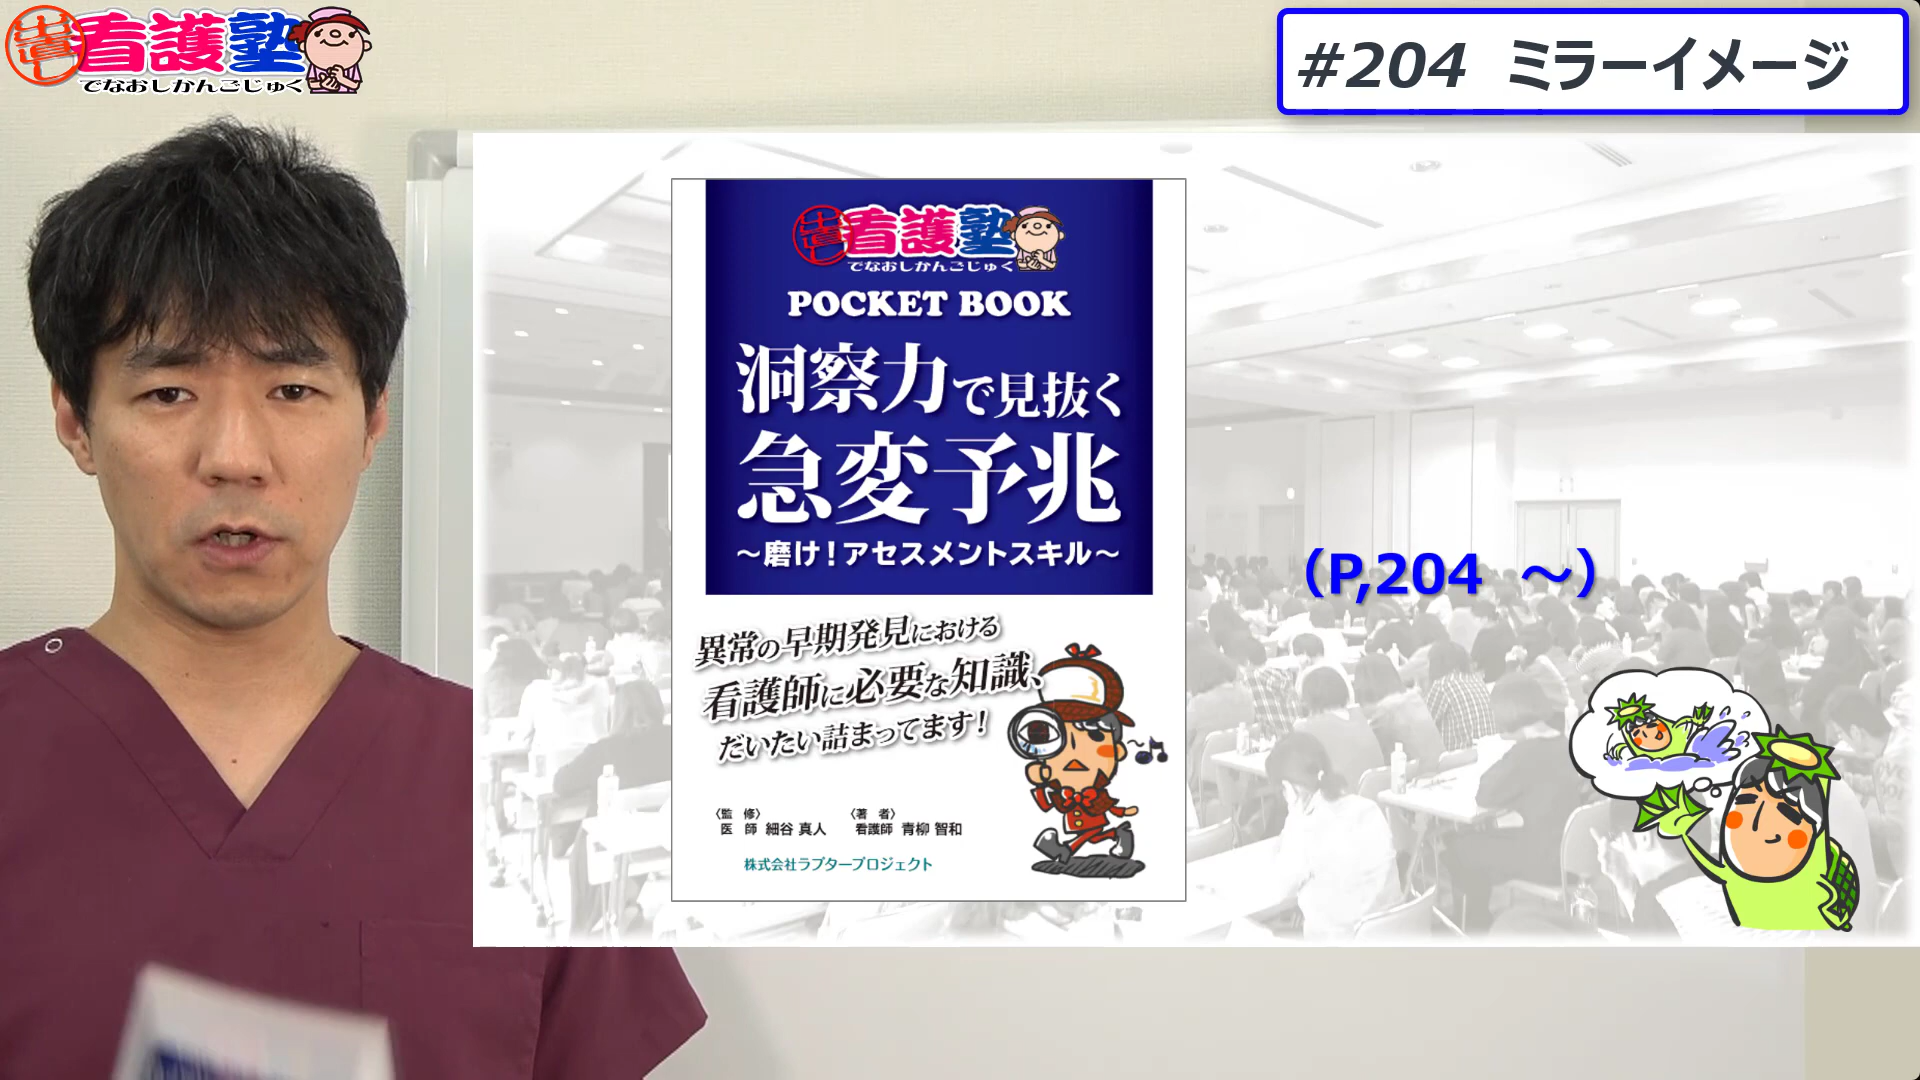 出直し看護塾
でなおしかんごじゅく
#204 ミラーイメージ
出直し看護塾
でなおしかんごじゅく
POCKET BOOK
洞察力で見抜く
急変予兆
～磨け！アセスメントスキル～
異常の早期発見における
看護師に必要な知識、
だいたい詰まってます！
〈監 修〉 〈著 者〉
医 師 細谷 真人 看護師 青柳 智和
株式会社ラプタープロジェクト
（P,204 ～）